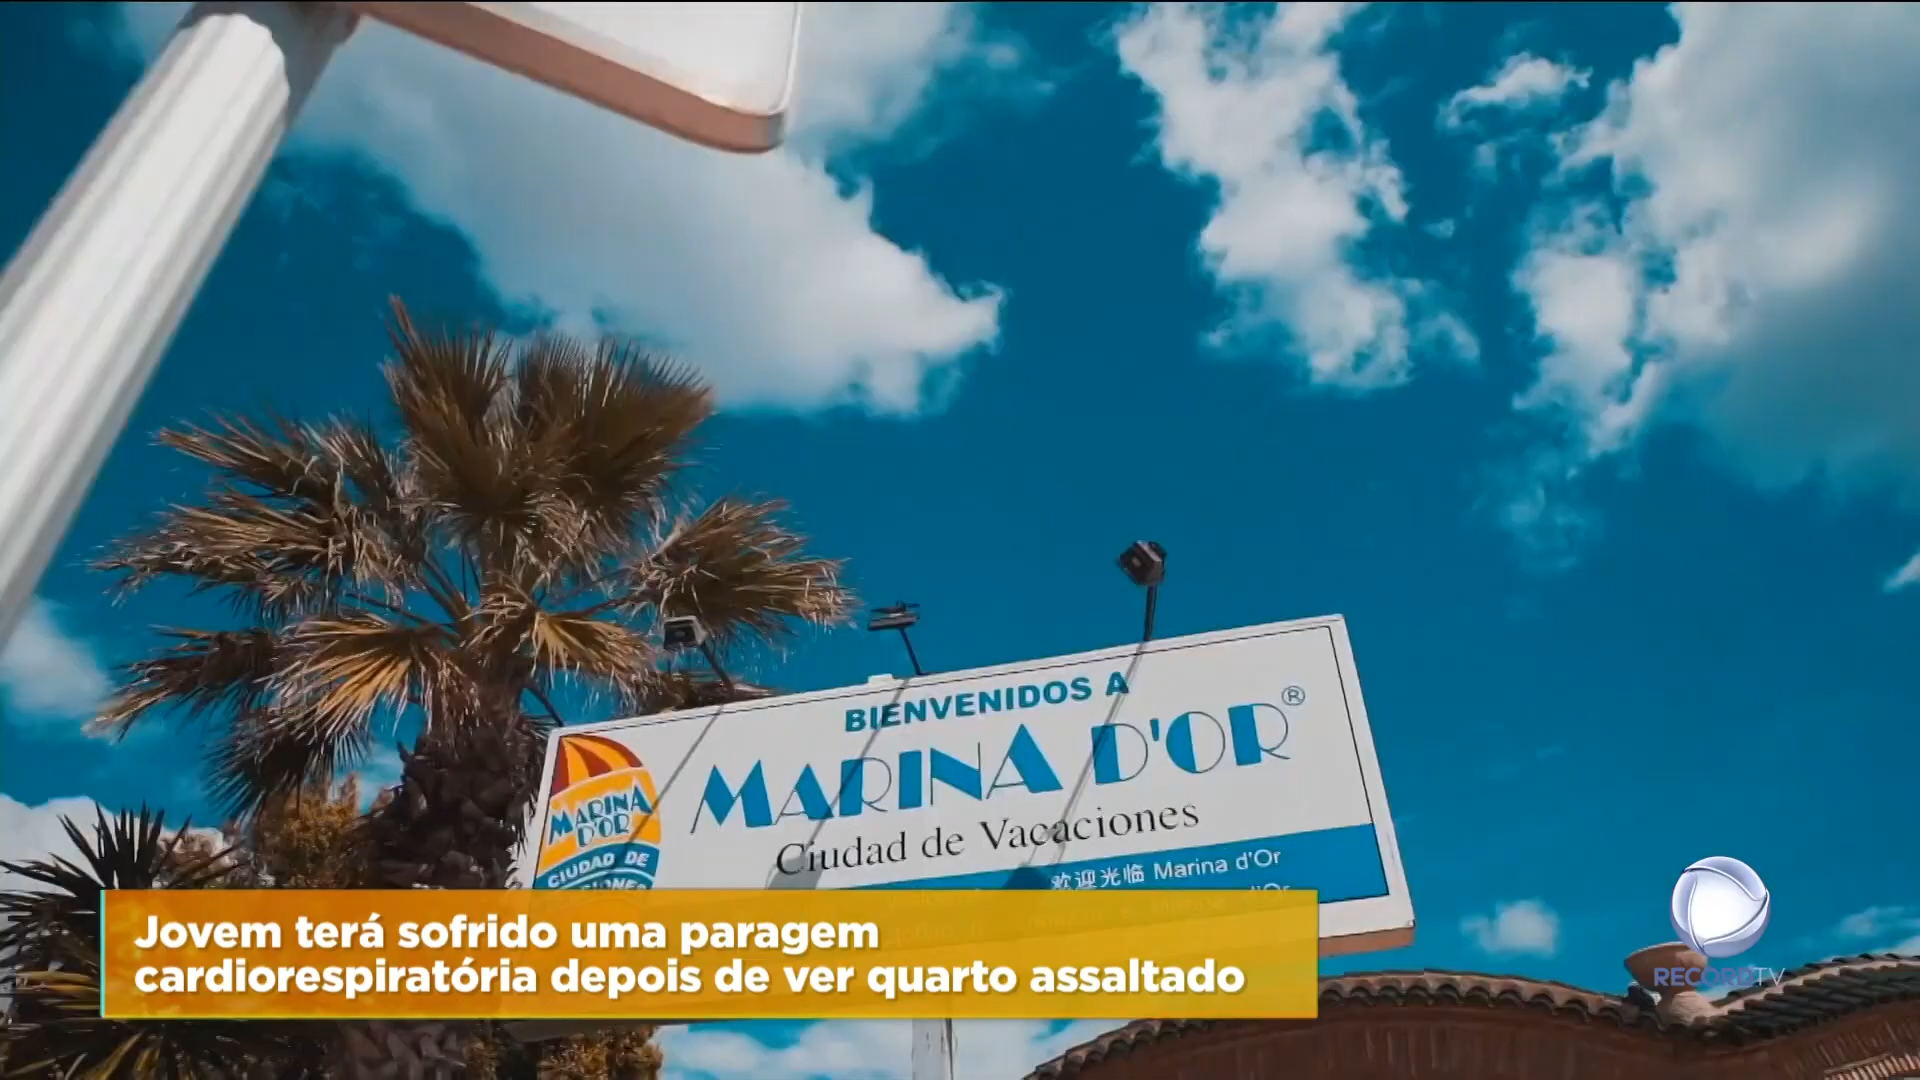 BIENVENIDOS A
MARINA D'OR®
Ciudad de Vacaciones
MARINA
D'OR
CIUDAD DE
欢迎光临 Marina d'Or
Jovem terá sofrido uma paragem
cardiorespiratória depois de ver quarto assaltado
RECORD TV